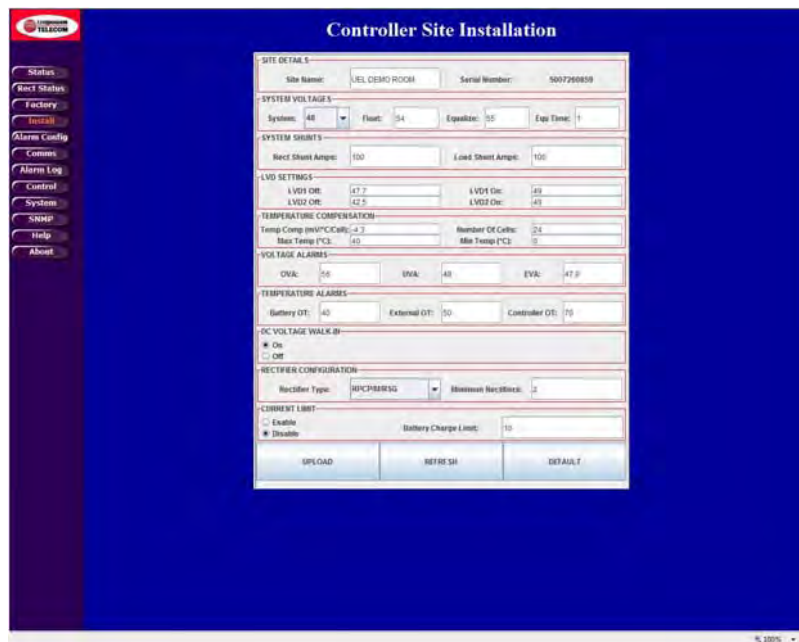 TELECOM
Controller Site Installation
Status
Rect Status
Factory
Install
Alarm Config
Comms
Alarm Log
Control
System
SNMP
Help
About
SITE DETAILS
Site Name: UEL DEMO ROOM Serial Number: 5007260859
SYSTEM VOLTAGES
System: 48 Float: 54 Equalize: 55 Equ Time: 1
SYSTEM SHUNTS
Rect Shunt Amps: 100 Load Shunt Amps: 100
LVD SETTINGS
LVD1 Off: 47.7 LVD1 On: 49
LVD2 Off: 42.5 LVD2 On: 49
TEMPERATURE COMPENSATION
Temp Comp (mV/°C/Cell): -4.3 Number Of Cells: 24
Max Temp (°C): 40 Min Temp (°C): 0
VOLTAGE ALARMS
OVA: 56 UVA: 48 EVA: 47.9
TEMPERATURE ALARMS
Battery OT: 40 External OT: 50 Controller OT: 70
DC VOLTAGE WALK-IN
On
Off
RECTIFIER CONFIGURATION
Rectifier Type: Maximum Rectifiers: 2
CURRENT LIMIT
Enable
Disable
Battery Charge Limit: 10
UPLOAD REFRESH DEFAULT
100%